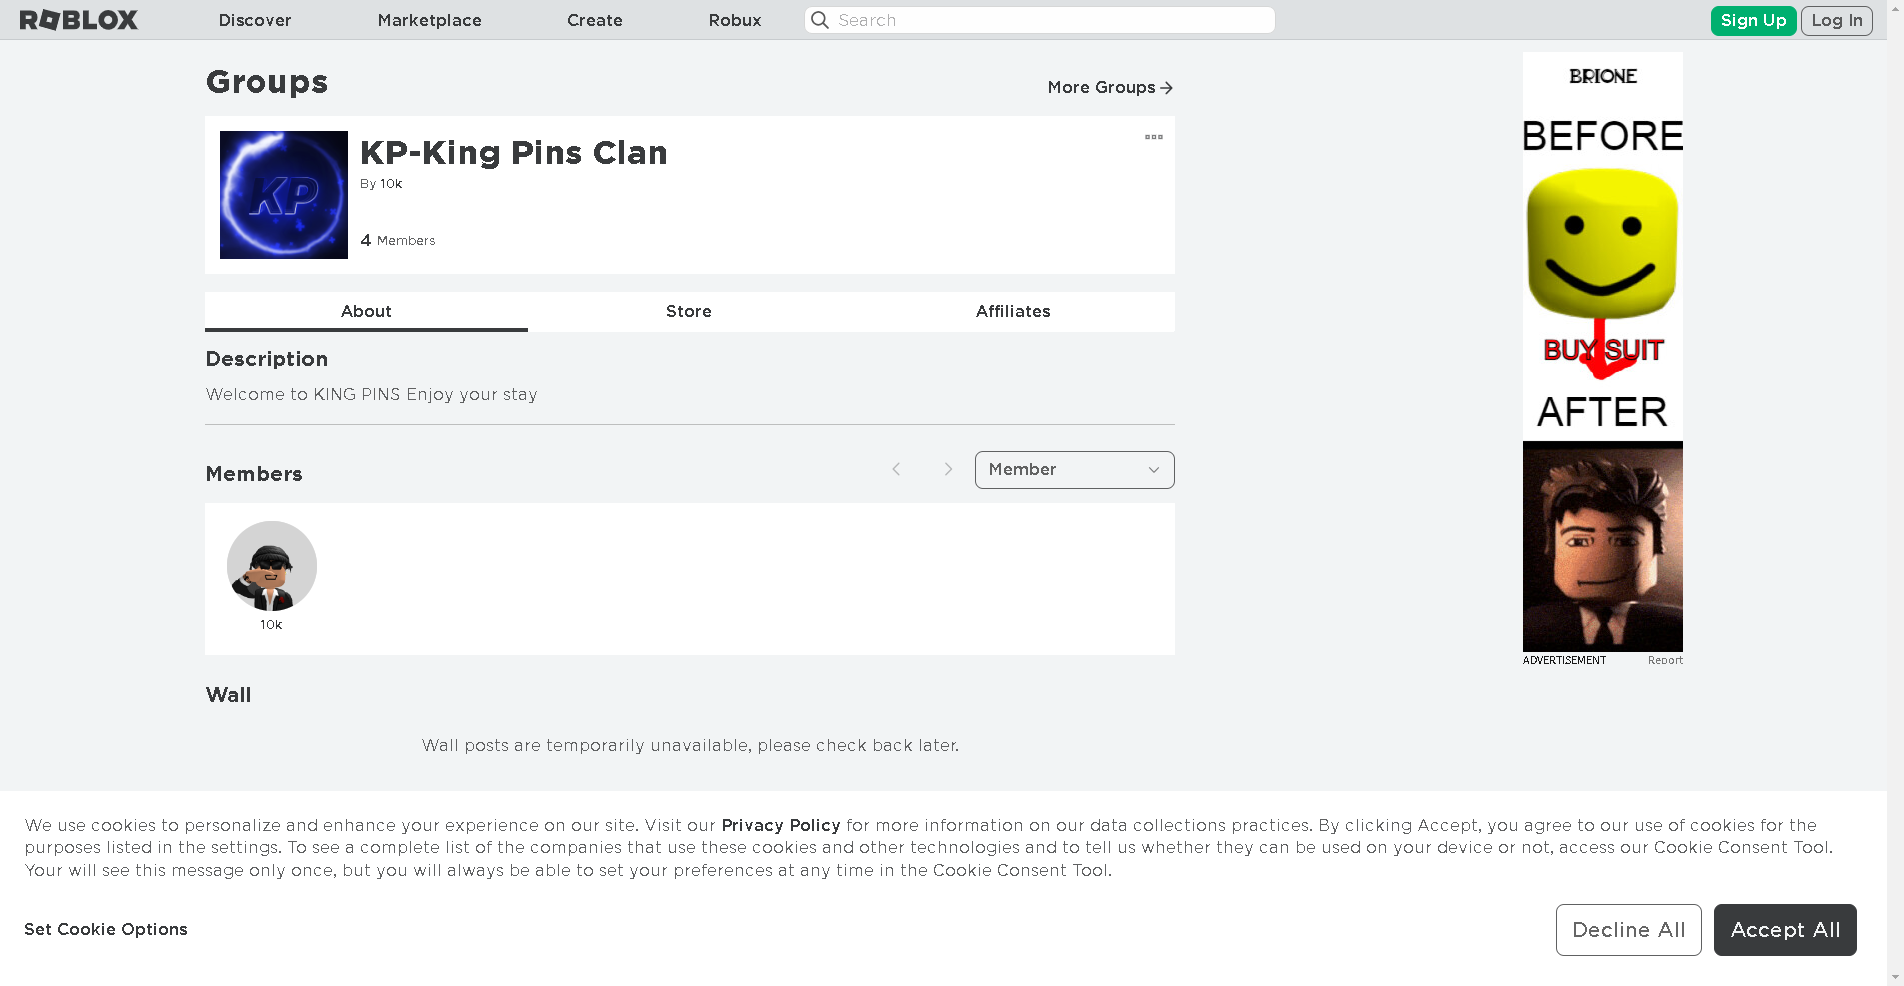 ROBLOX
Discover
Marketplace
Create
Robux
Search
Sign Up
Log In
Groups
More Groups
KP
KP-King Pins Clan
By 10k
4 Members
About
Store
Affiliates
Description
Welcome to KING PINS Enjoy your stay
Members
Member
10k
Wall
Wall posts are temporarily unavailable, please check back later.
BRIONE
BEFORE
BUY SUIT
AFTER
ADVERTISEMENT
Report
We use cookies to personalize and enhance your experience on our site. Visit our Privacy Policy for more information on our data collections practices. By clicking Accept, you agree to our use of cookies for the
purposes listed in the settings. To see a complete list of the companies that use these cookies and other technologies and to tell us whether they can be used on your device or not, access our Cookie Consent Tool.
Your will see this message only once, but you will always be able to set your preferences at any time in the Cookie Consent Tool.
Set Cookie Options
Decline All
Accept All